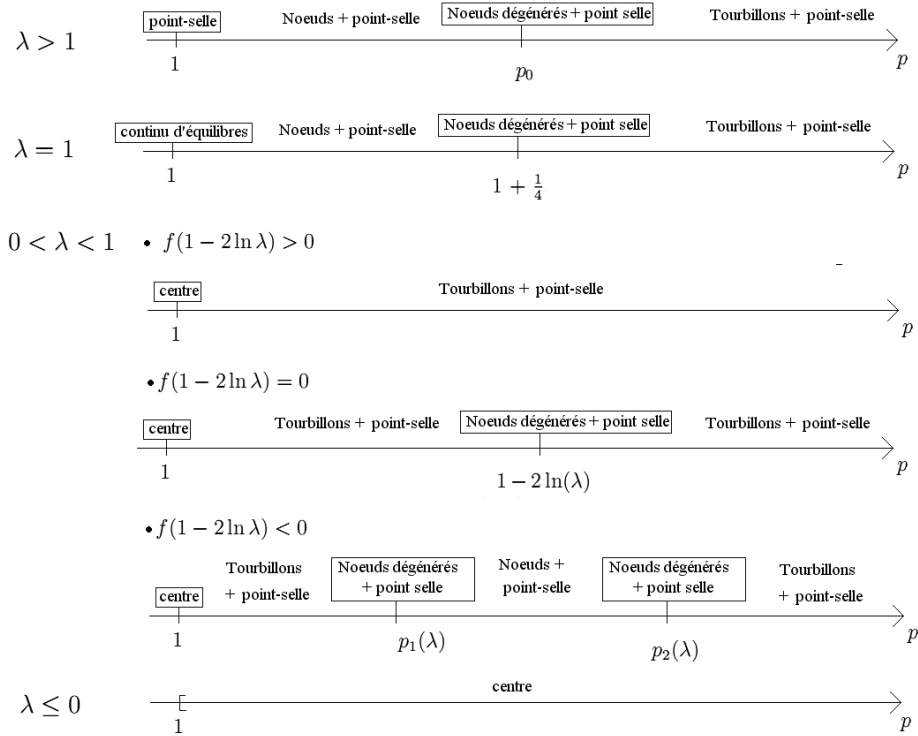 point-selle Noeuds + point-selle Noeuds dégénérés + point selle Tourbillons + point-selle
λ > 1
1 p₀ p
continu d'équilibres Noeuds + point-selle Noeuds dégénérés + point selle Tourbillons + point-selle
λ = 1
1 1 + 1/4 p
0 < λ < 1 • f(1 − 2 ln λ) > 0
centre Tourbillons + point-selle
1 p
• f(1 − 2 ln λ) = 0
centre Tourbillons + point-selle Noeuds dégénérés + point selle Tourbillons + point-selle
1 1 − 2 ln(λ) p
• f(1 − 2 ln λ) < 0
Tourbillons Noeuds dégénérés Noeuds + Noeuds dégénérés Tourbillons
centre + point-selle + point selle point-selle + point selle + point-selle
1 p₁(λ) p₂(λ) p
centre
λ ≤ 0
1 p